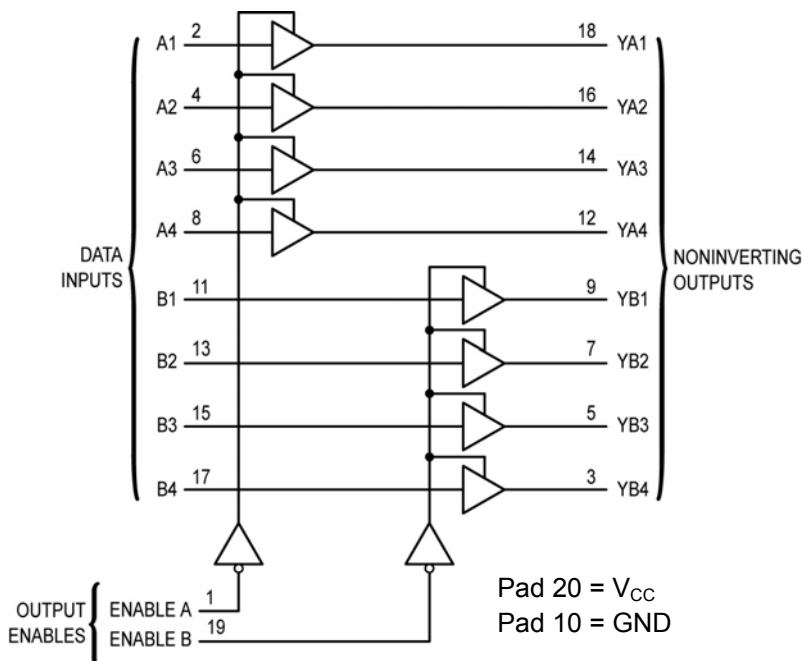 A1 2 18 YA1
A2 4 16 YA2
A3 6 14 YA3
A4 8 12 YA4
DATA
INPUTS
NONINVERTING
OUTPUTS
B1 11 9 YB1
B2 13 7 YB2
B3 15 5 YB3
B4 17 3 YB4
OUTPUT
ENABLES
ENABLE A 1
ENABLE B 19
Pad 20 = VCC
Pad 10 = GND